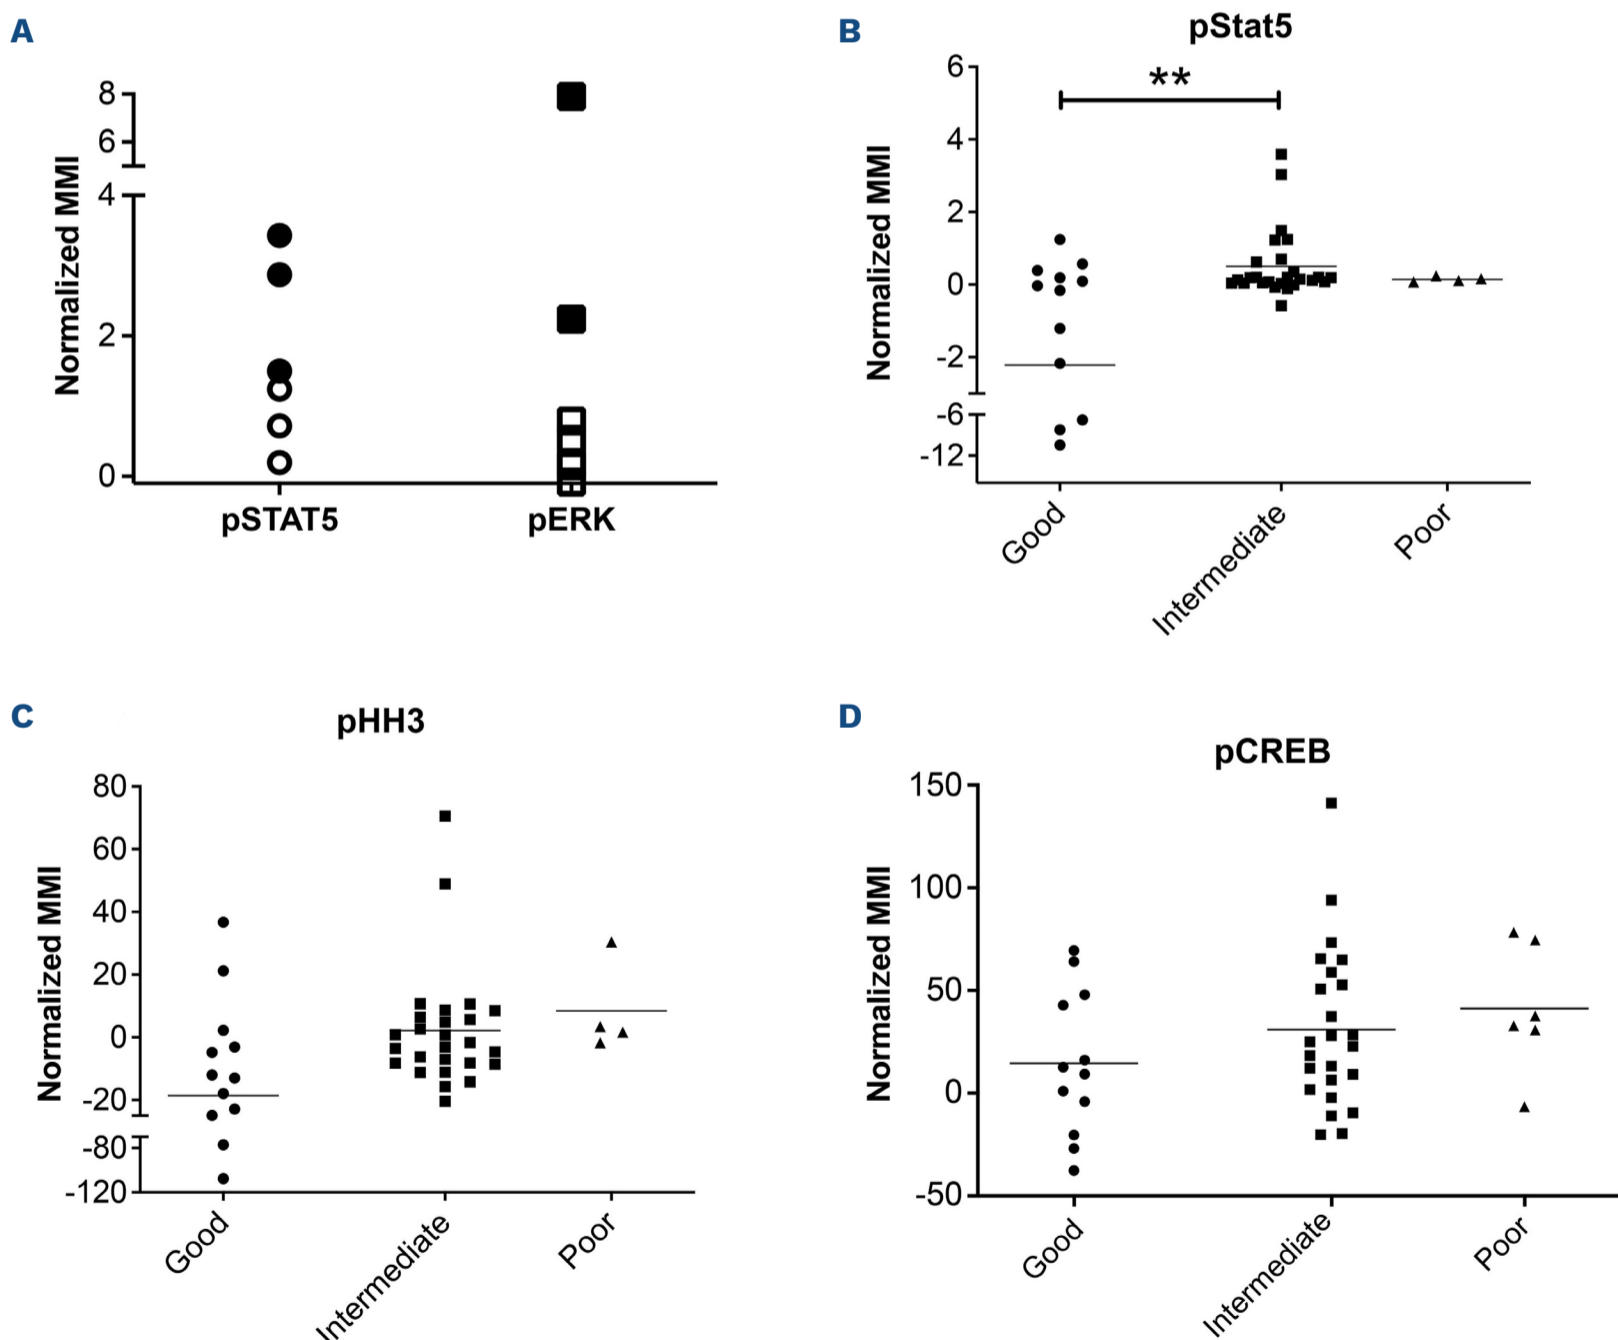 A
Normalized MMI
8
6
4
2
0
pSTAT5
pERK
B
pStat5
Normalized MMI
6
4
2
0
-2
-6
-12
**
Good
Intermediate
Poor
C
pHH3
Normalized MMI
80
60
40
20
0
-20
-80
-120
Good
Intermediate
Poor
D
pCREB
Normalized MMI
150
100
50
0
-50
Good
Intermediate
Poor